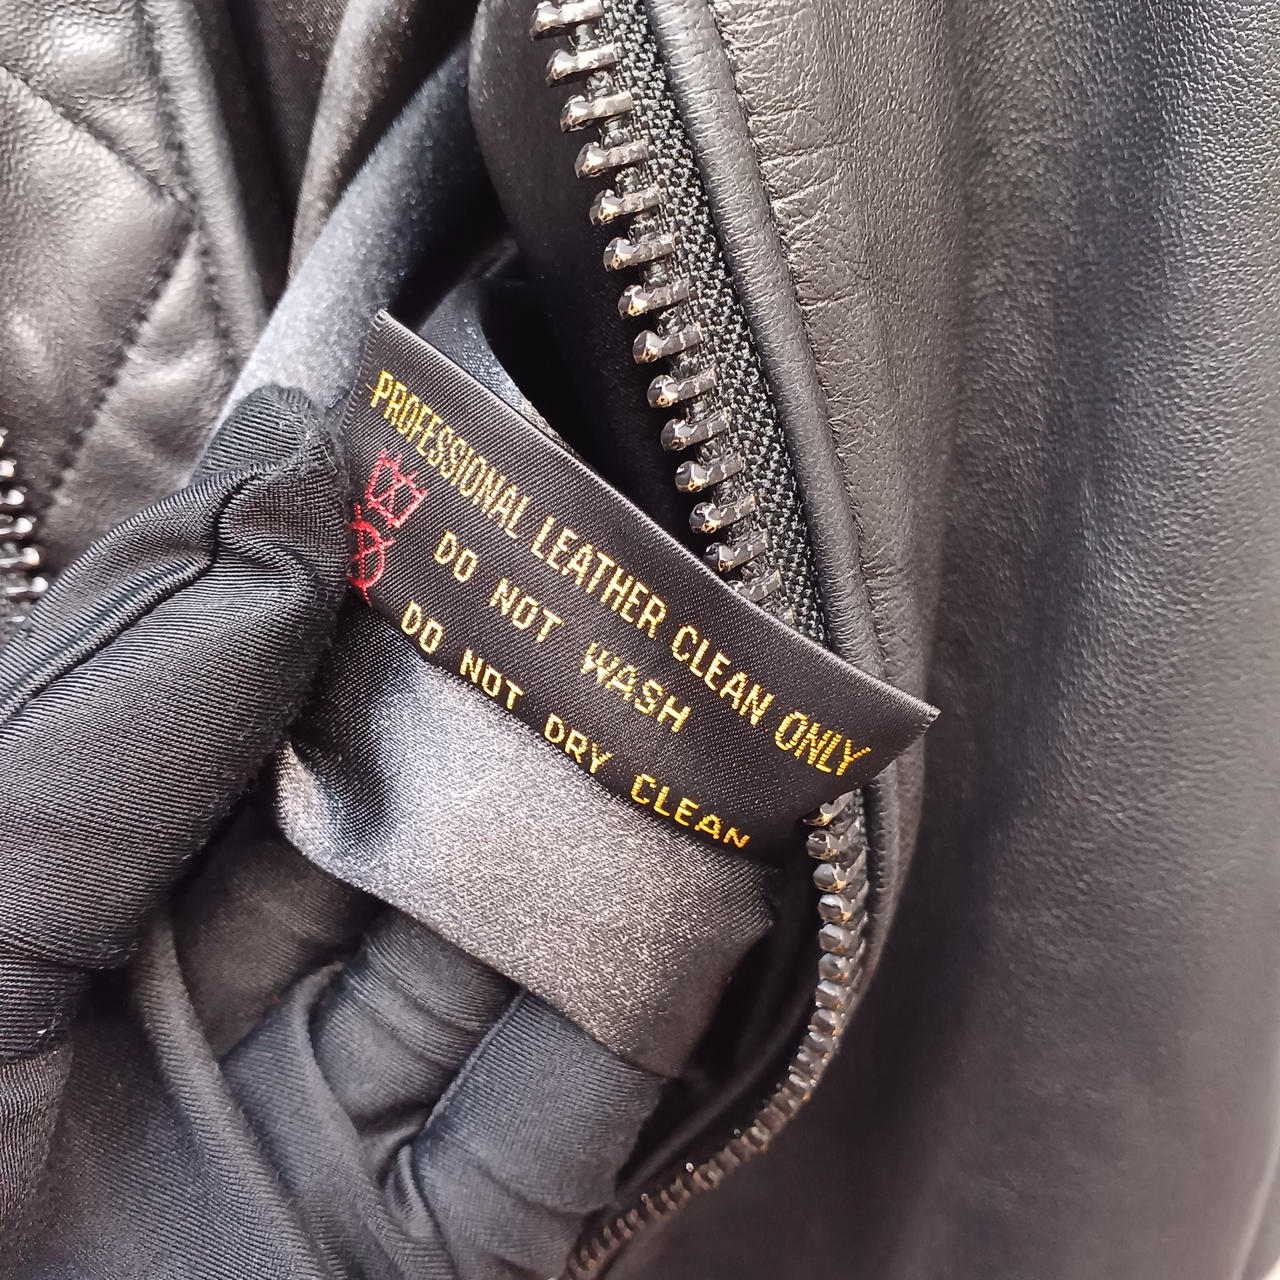 PROFESSIONAL LEATHER CLEAN ONLY
DO NOT WASH
DO NOT DRY CLEAN